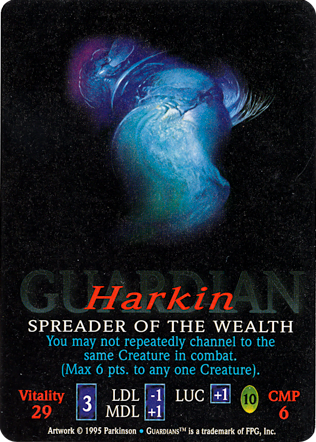 GUARDIAN
Harkin
SPREADER OF THE WEALTH
You may not repeatedly channel to the
same Creature in combat.
(Max 6 pts. to any one Creature).
Vitality 3 LDL -1 LUC +1 10 CMP
29 MDL +1 6
Artwork © 1995 Parkinson • GUARDIANS™ is a trademark of FPG, Inc.